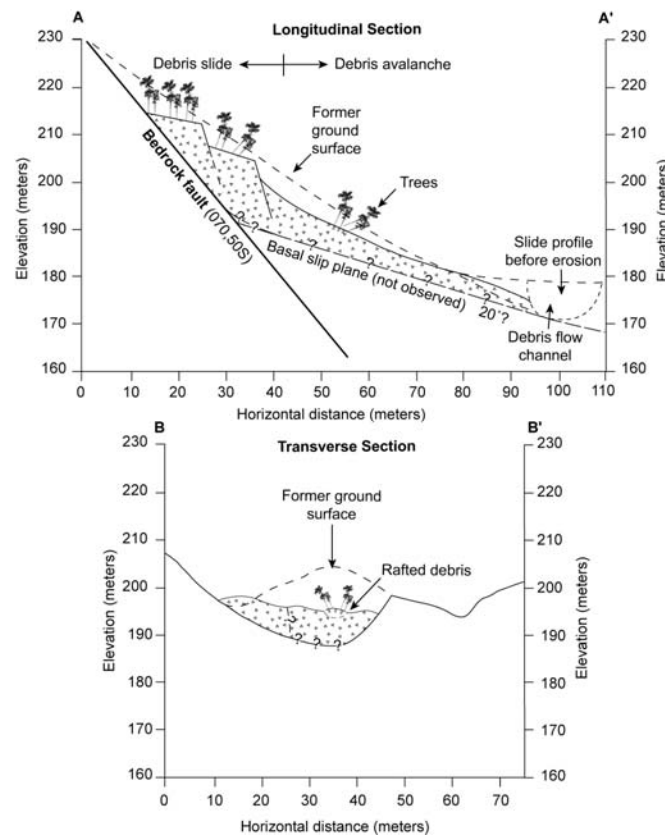 A
Longitudinal Section
A'
230
230
Debris slide
Debris avalanche
220
220
Former
ground
surface
210
210
Trees
200
200
Elevation (meters)
Bedrock fault (070,50S)
Elevation (meters)
190
190
Slide profile
before erosion
? ?
?
?
?
?
?
Basal slip plane (not observed)
20°?
180
180
170
170
Debris flow
channel
160
160
0 10 20 30 40 50 60 70 80 90 100 110
Horizontal distance (meters)
B
Transverse Section
B'
230
230
220
220
Former ground
surface
210
210
Rafted debris
200
200
Elevation (meters)
Elevation (meters)
?
? ? ?
190
190
180
180
170
170
160
160
0 10 20 30 40 50 60 70
Horizontal distance (meters)